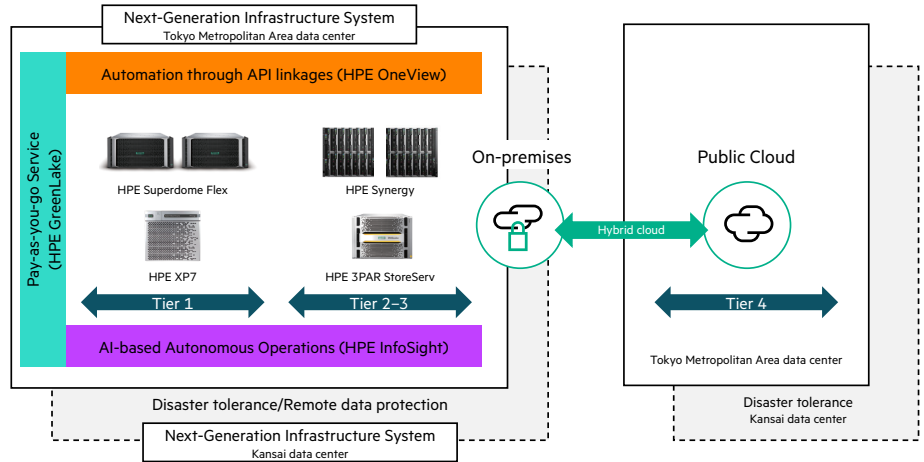 Next-Generation Infrastructure System
Tokyo Metropolitan Area data center
Automation through API linkages (HPE OneView)
Pay-as-you-go Service
(HPE GreenLake)
HPE Superdome Flex
HPE Synergy
HPE XP7
HPE 3PAR StoreServ
Tier 1
Tier 2–3
AI-based Autonomous Operations (HPE InfoSight)
Disaster tolerance/Remote data protection
Next-Generation Infrastructure System
Kansai data center
On-premises
Hybrid cloud
Public Cloud
Tier 4
Tokyo Metropolitan Area data center
Disaster tolerance
Kansai data center